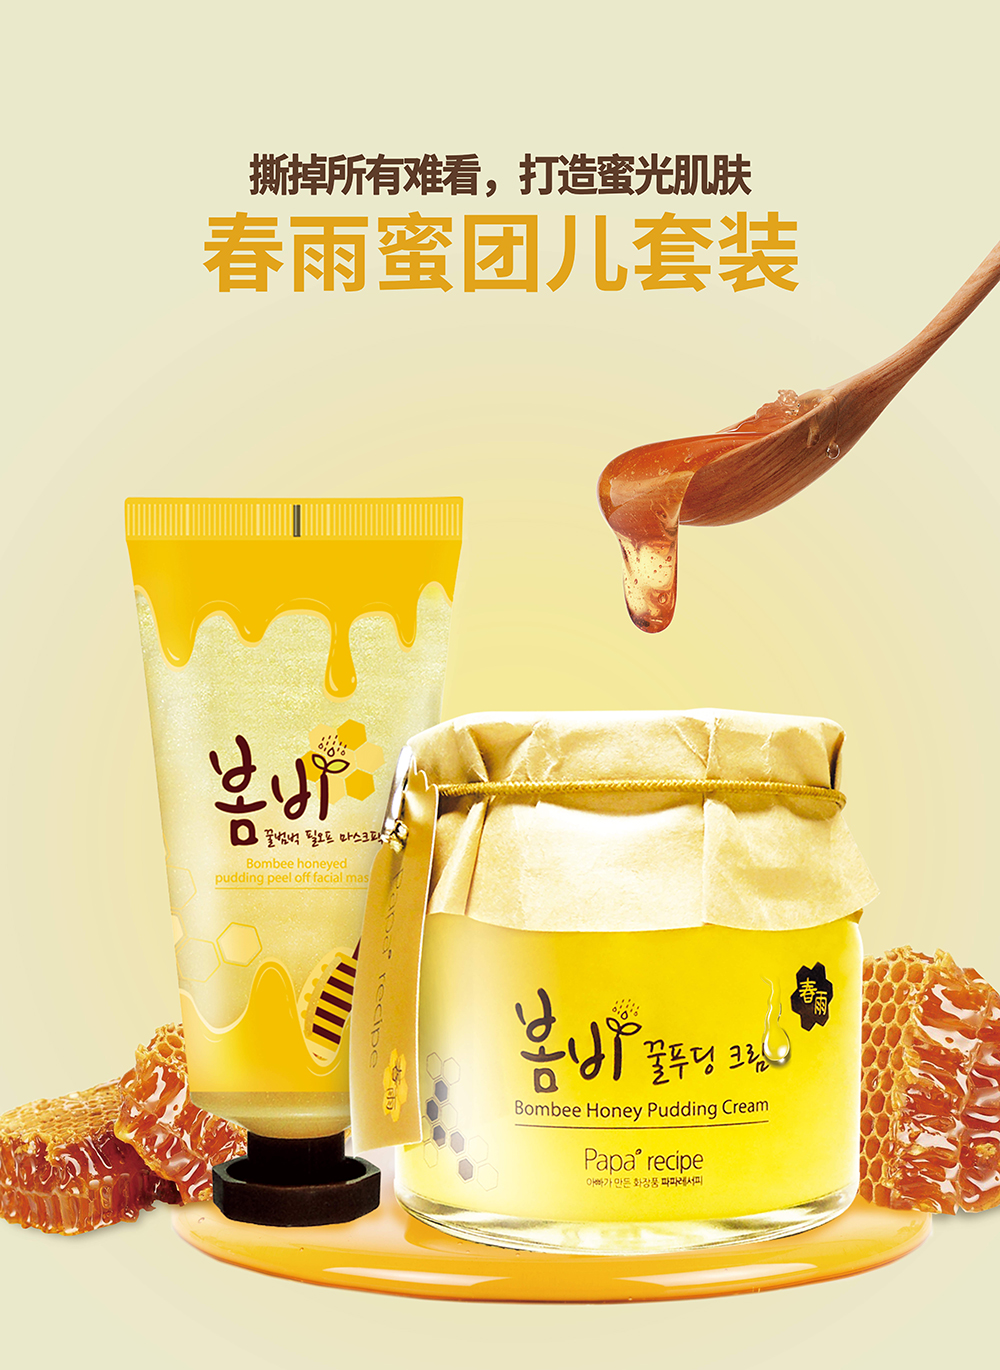 撕掉所有难看，打造蜜光肌肤
春雨蜜团儿套装
봄비
꿀범벅 필오프 마스크팩
Bombee honeyed
pudding peel off facial mas
Papa recipe
春雨
봄비 꿀푸딩 크림
春雨
Bombee Honey Pudding Cream
Papa recipe
아빠가 만든 화장품 파파레서피